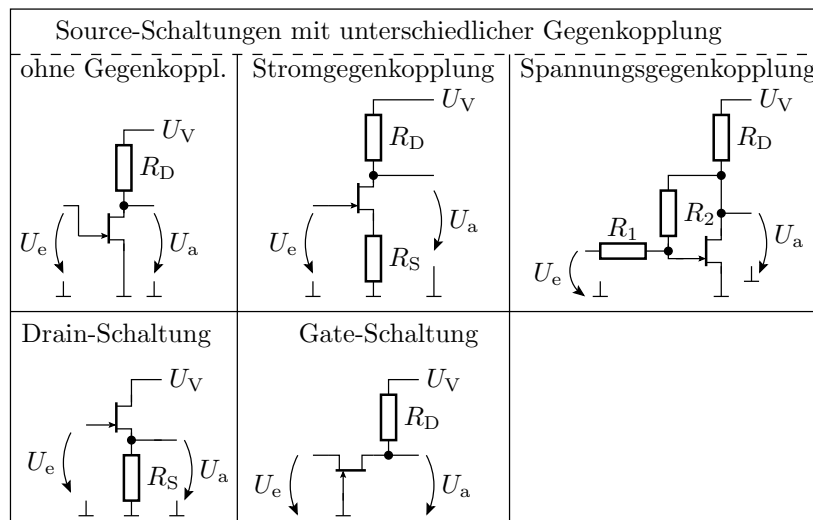 Source-Schaltungen mit unterschiedlicher Gegenkopplung
ohne Gegenkoppl.
U_V
R_D
U_e
U_a
Stromgegenkopplung
U_V
R_D
U_e
R_S
U_a
Spannungsgegenkopplung
U_V
R_D
R_2
R_1
U_e
U_a
Drain-Schaltung
U_V
U_e
R_S
U_a
Gate-Schaltung
U_V
R_D
U_e
U_a